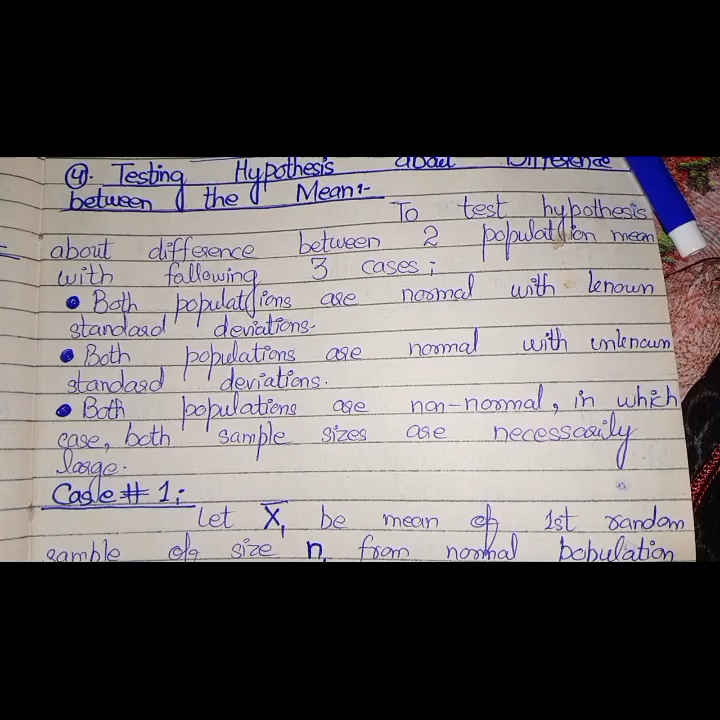 ④. Testing Hypothesis about Difference
between the Mean:-
To test hypothesis
about difference between 2 population mean
with following 3 cases;
• Both populations are normal with known
standard deviations.
• Both populations are normal with unknown
standard deviations.
• Both populations are non-normal, in which
case, both sample sizes are necessarily
large.
Case # 1;
Let X̄₁ be mean of 1st random
sample of size n₁ from normal population